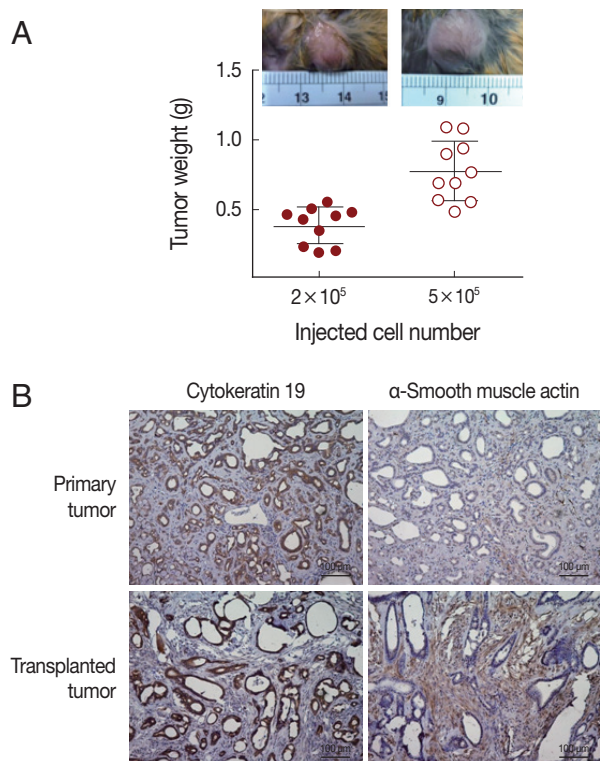 A
13 14 15
9 10
1.5
1.0
0.5
Tumor weight (g)
2×10⁵ 5×10⁵
Injected cell number
B
Cytokeratin 19 α-Smooth muscle actin
Primary
tumor
100 μm 100 μm
Transplanted
tumor
100 μm 100 μm